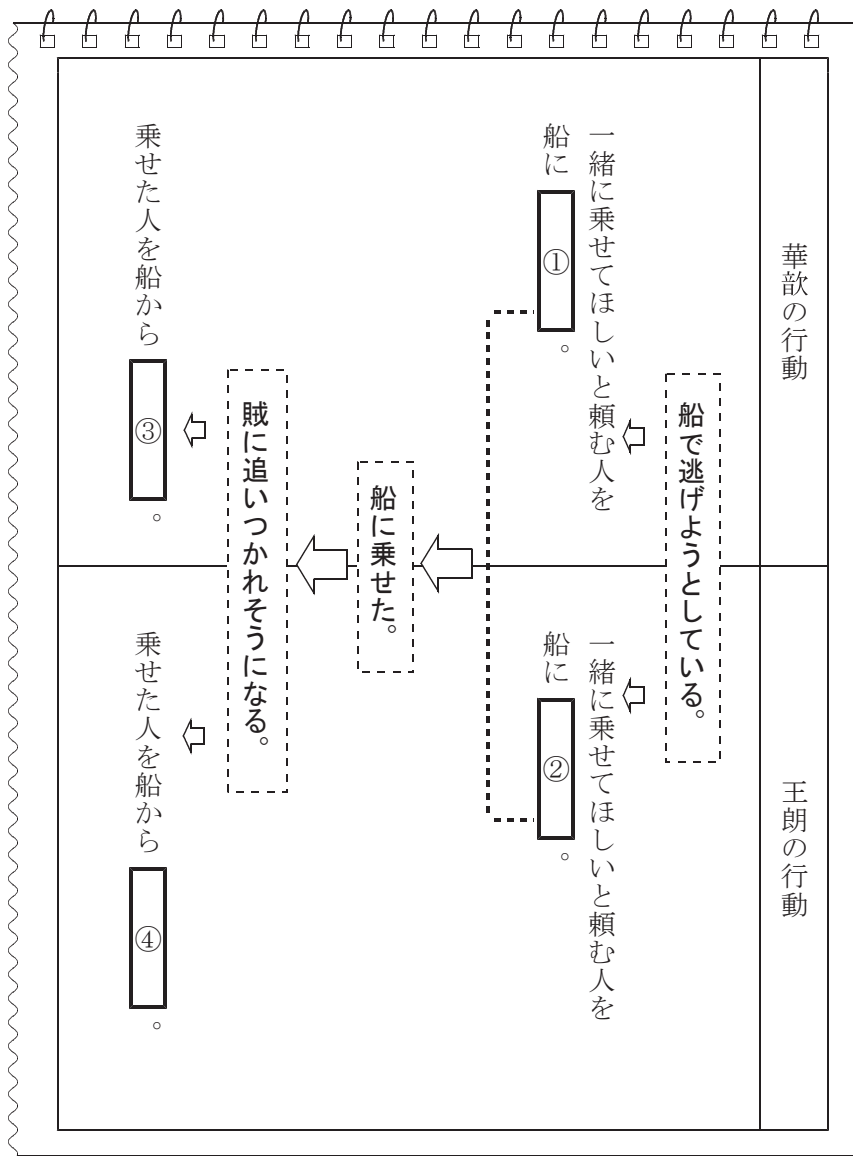 華歆の行動
王朗の行動
船で逃げようとしている。
一緒に乗せてほしいと頼む人を
船に ① 。
一緒に乗せてほしいと頼む人を
船に ② 。
船に乗せた。
賊に追いつかれそうになる。
乗せた人を船から ③ 。
乗せた人を船から ④ 。